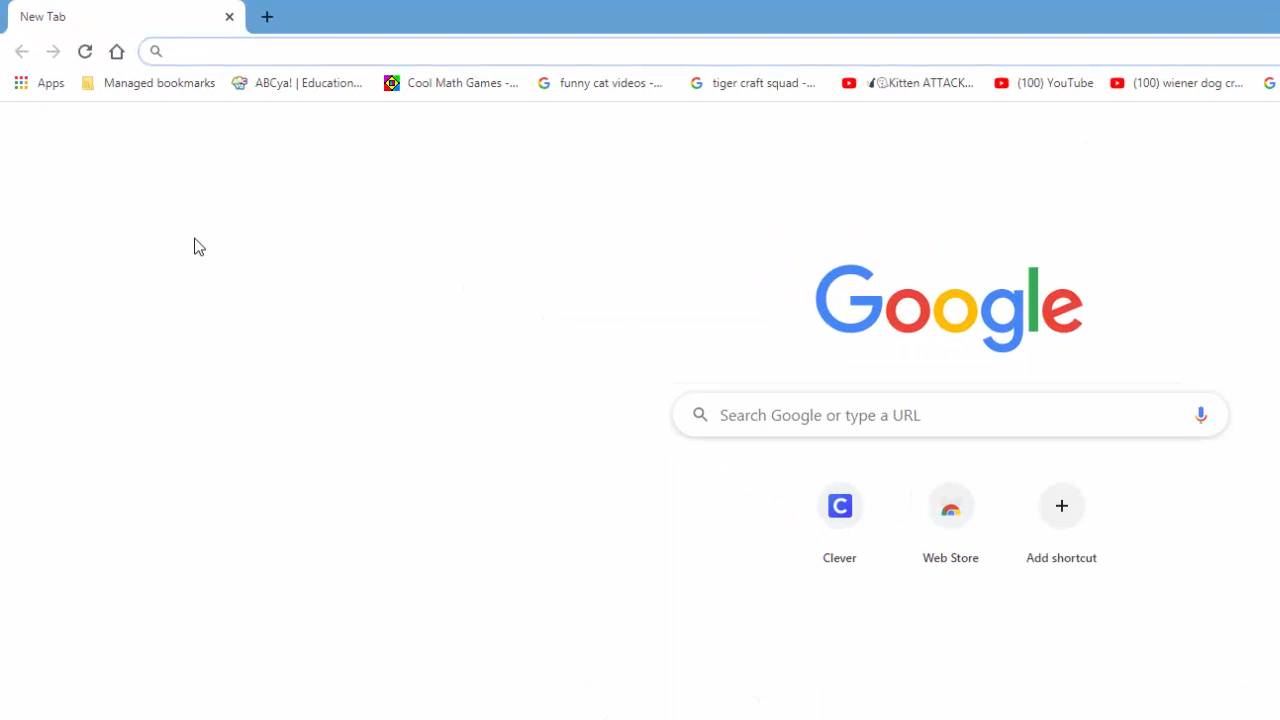 New Tab
Apps Managed bookmarks ABCya! | Education... Cool Math Games -... funny cat videos -... tiger craft squad -... Kitten ATTACK... (100) YouTube (100) wiener dog cr...
Google
Search Google or type a URL
C
Clever Web Store Add shortcut